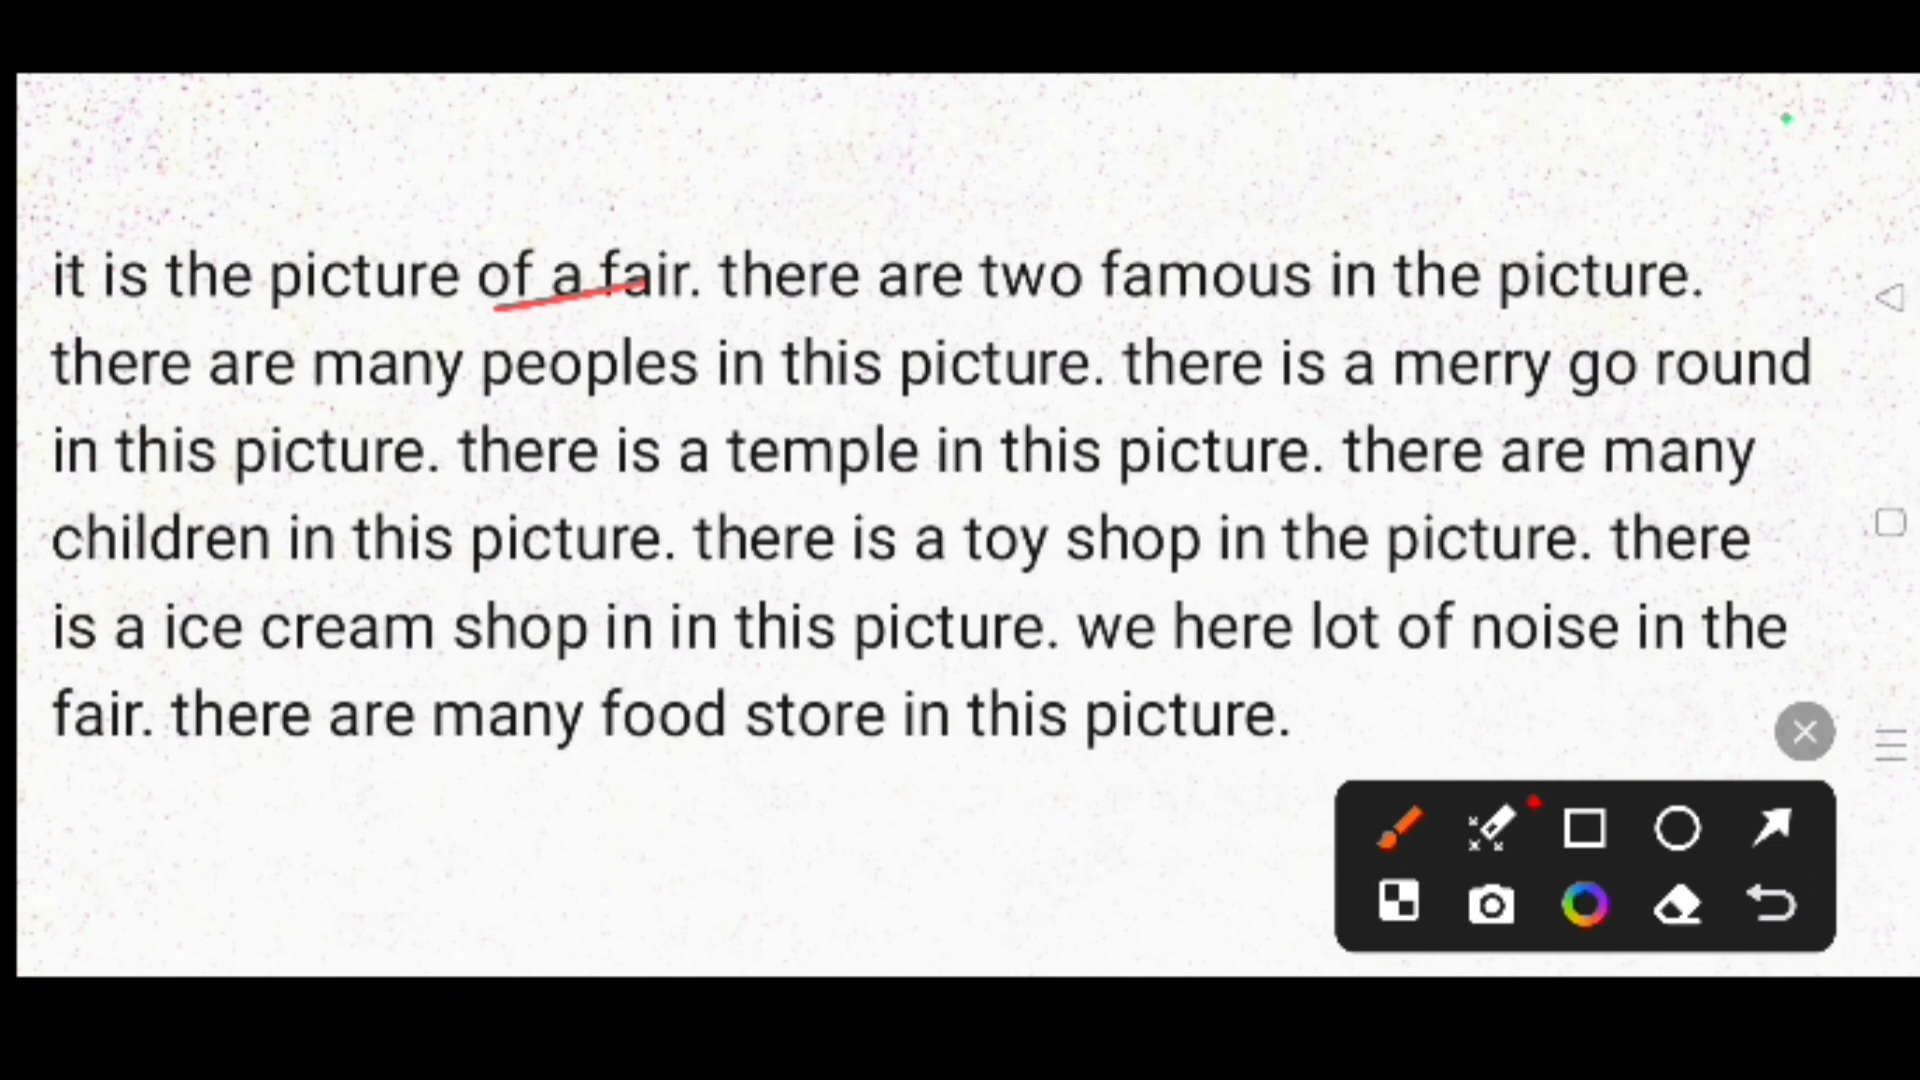 it is the picture of a fair. there are two famous in the picture.
there are many peoples in this picture. there is a merry go round
in this picture. there is a temple in this picture. there are many
children in this picture. there is a toy shop in the picture. there
is a ice cream shop in in this picture. we here lot of noise in the
fair. there are many food store in this picture.